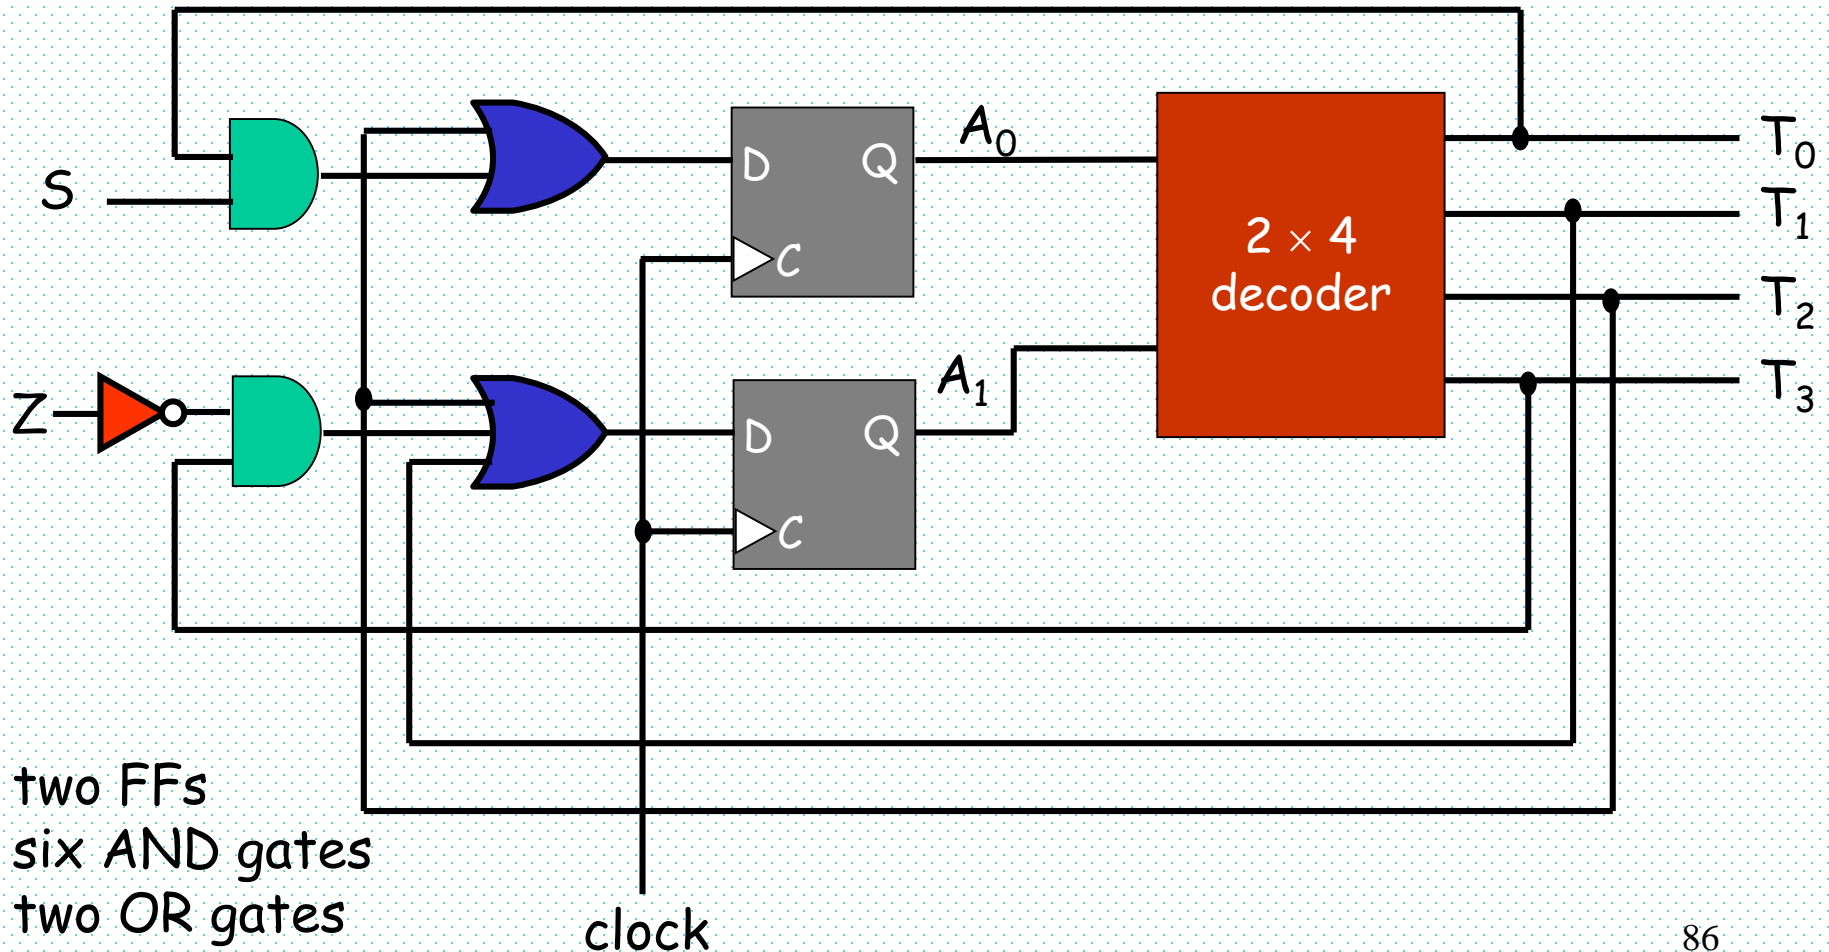 S
Z
D
Q
C
A0
D
Q
C
A1
2 × 4
decoder
T0
T1
T2
T3
two FFs
six AND gates
two OR gates
clock
86